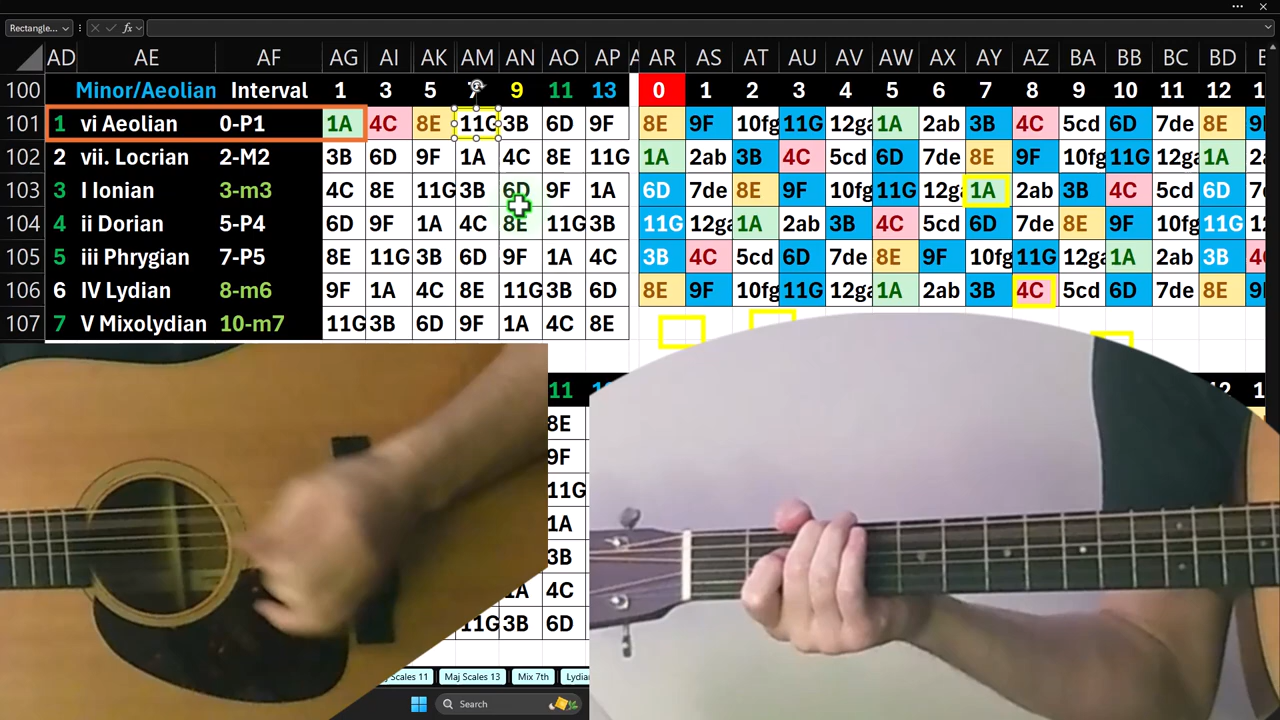 Rectangle...
fx
AD AE AF AG AI AK AM AN AO AP AR AS AT AU AV AW AX AY AZ BA BB BC BD
100 Minor/Aeolian Interval 1 3 5 9 11 13 0 1 2 3 4 5 6 7 8 9 10 11 12
101 1 vi Aeolian 0-P1 1A 4C 8E 11G 3B 6D 9F 8E 9F 10fg 11G 12ga 1A 2ab 3B 4C 5cd 6D 7de 8E
102 2 vii. Locrian 2-M2 3B 6D 9F 1A 4C 8E 11G 1A 2ab 3B 4C 5cd 6D 7de 8E 9F 10fg 11G 12ga 1A
103 3 I Ionian 3-m3 4C 8E 11G 3B 6D 9F 1A 6D 7de 8E 9F 10fg 11G 12ga 1A 2ab 3B 4C 5cd 6D
104 4 ii Dorian 5-P4 6D 9F 1A 4C 8E 11G 3B 11G 12ga 1A 2ab 3B 4C 5cd 6D 7de 8E 9F 10fg 11G
105 5 iii Phrygian 7-P5 8E 11G 3B 6D 9F 1A 4C 3B 4C 5cd 6D 7de 8E 9F 10fg 11G 12ga 1A 2ab 3B
106 6 IV Lydian 8-m6 9F 1A 4C 8E 11G 3B 6D 8E 9F 10fg 11G 12ga 1A 2ab 3B 4C 5cd 6D 7de 8E
107 7 V Mixolydian 10-m7 11G 3B 6D 9F 1A 4C 8E
11
8E
9F
11G
1A
3B
1A 4C
11G 3B 6D
Maj Scales 11 Maj Scales 13 Mix 7th Lydia
Search